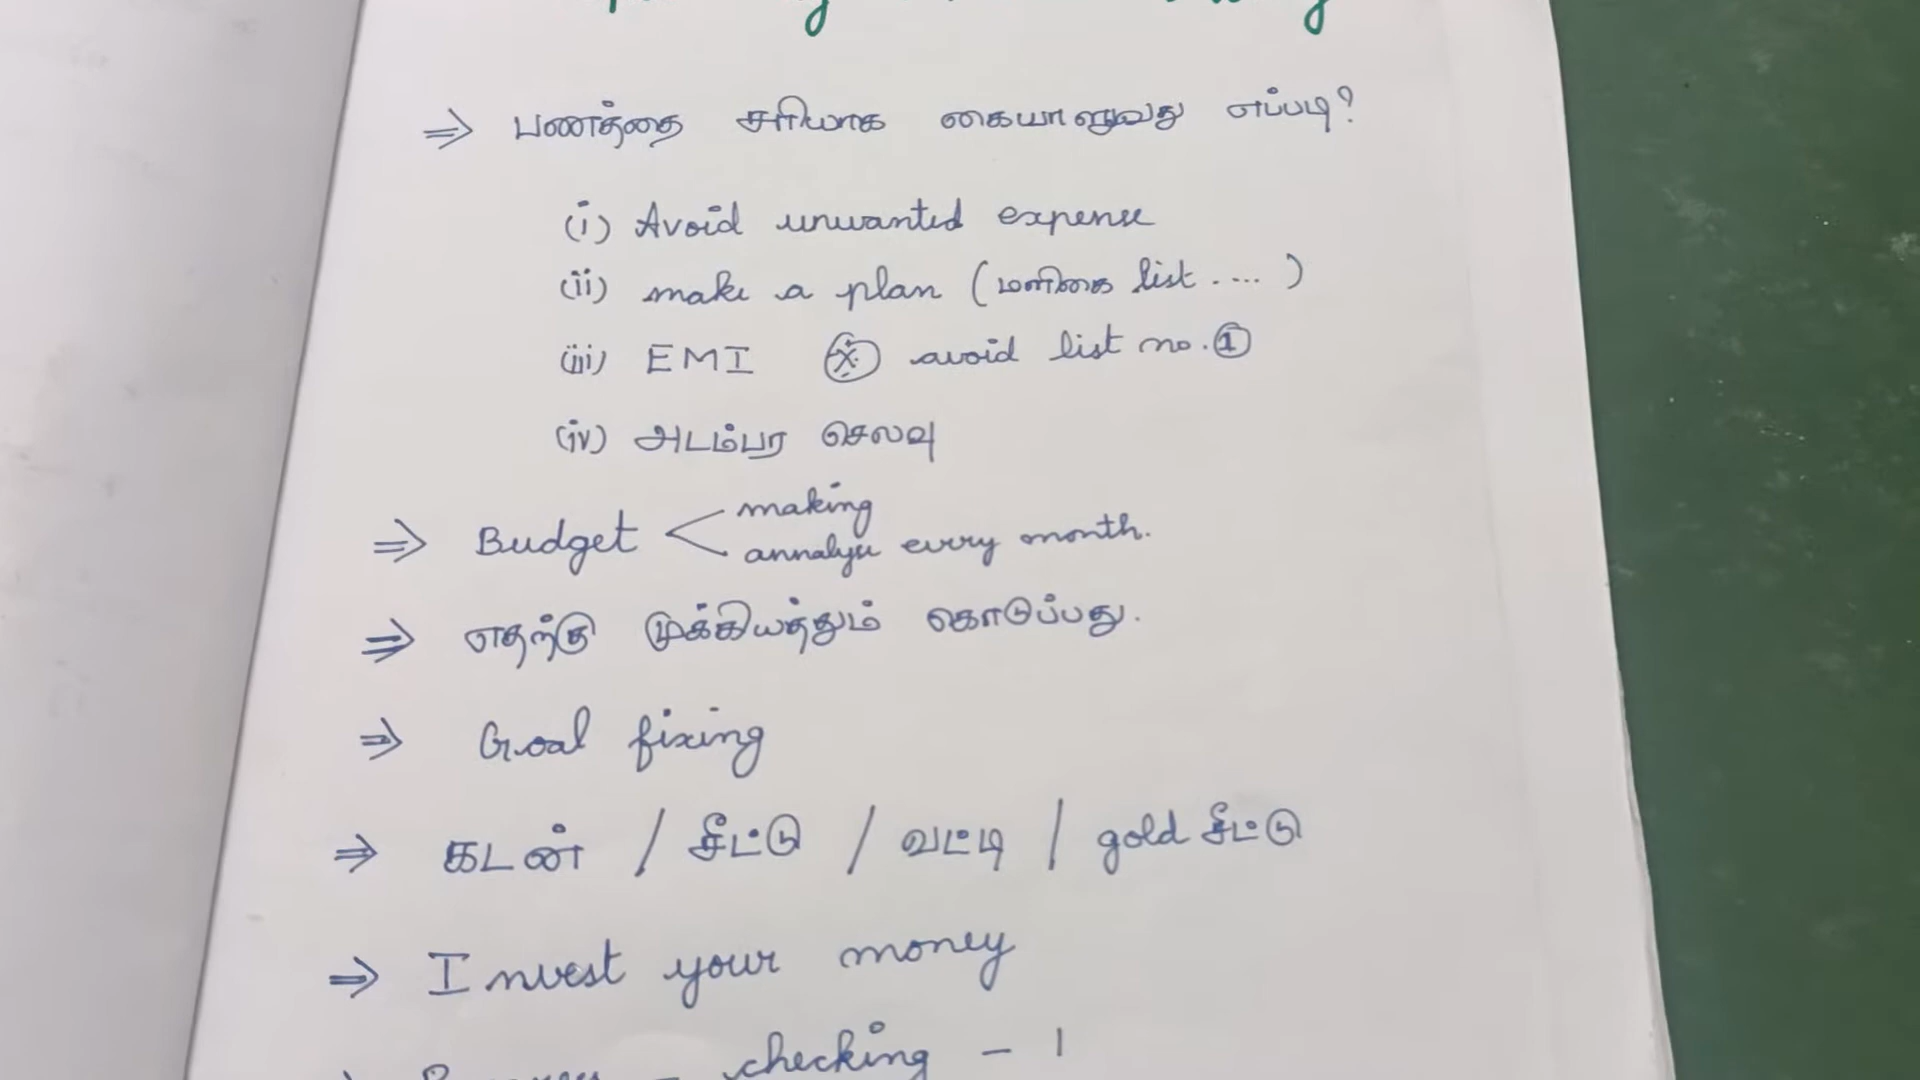 ⇒ பணத்தை சரியாக கையாளுவது எப்படி?
(i) Avoid unwanted expense
(ii) make a plan (மளிகை list ....)
(iii) EMI ⓧ avoid list no. ①
(iv) அடம்பர செலவு
⇒ Budget < making
annalyse every month.
⇒ எதற்கு முக்கியத்தும் கொடுப்பது.
⇒ Goal fixing
⇒ கடன் / சீட்டு / வட்டி / gold சீட்டு
⇒ Invest your money
checking - 1